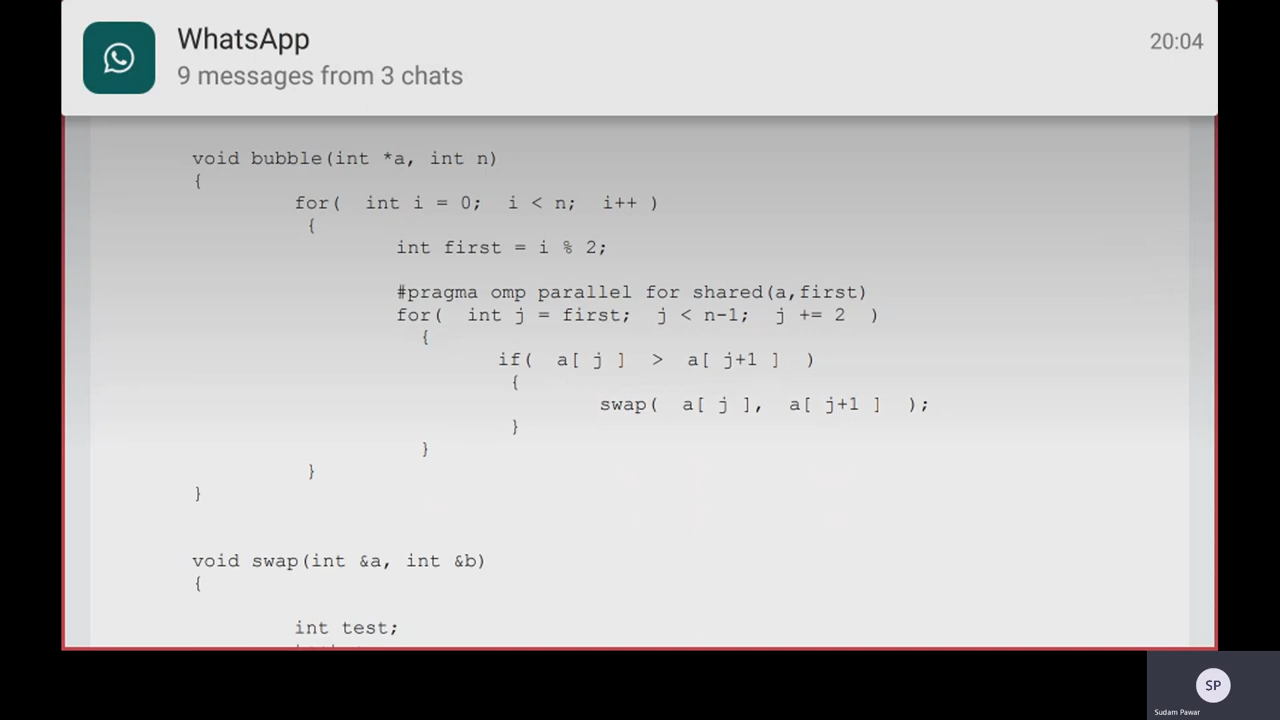 WhatsApp
20:04
9 messages from 3 chats
void bubble(int *a, int n)
{
for( int i = 0; i < n; i++ )
{
int first = i % 2;
#pragma omp parallel for shared(a,first)
for( int j = first; j < n-1; j += 2 )
{
if( a[ j ] > a[ j+1 ] )
{
swap( a[ j ], a[ j+1 ] );
}
}
}
}
void swap(int &a, int &b)
{
int test;
SP
Sudam Pawar